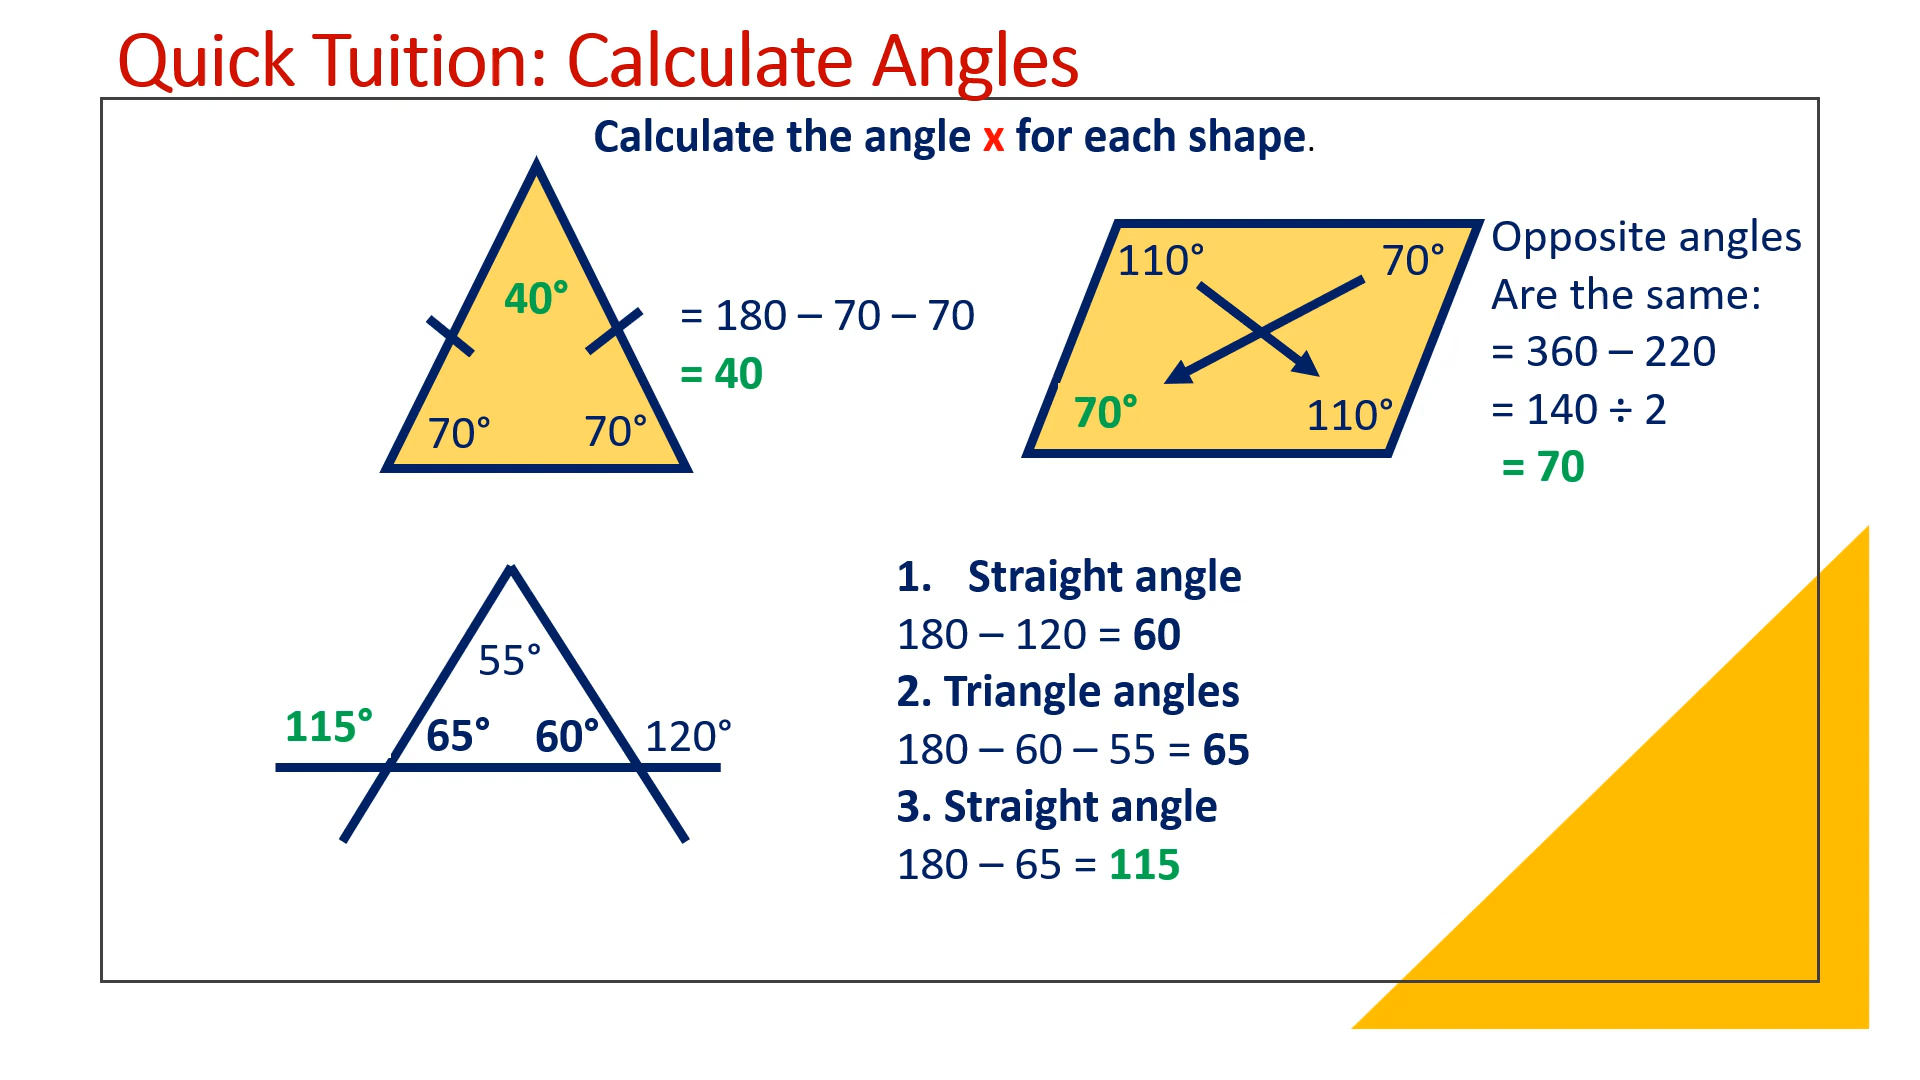 Quick Tuition: Calculate Angles
Calculate the angle x for each shape.
40°
70° 70°
= 180 – 70 – 70
= 40
110° 70°
70° 110°
Opposite angles
Are the same:
= 360 – 220
= 140 ÷ 2
= 70
55°
115° 65° 60° 120°
1. Straight angle
180 – 120 = 60
2. Triangle angles
180 – 60 – 55 = 65
3. Straight angle
180 – 65 = 115